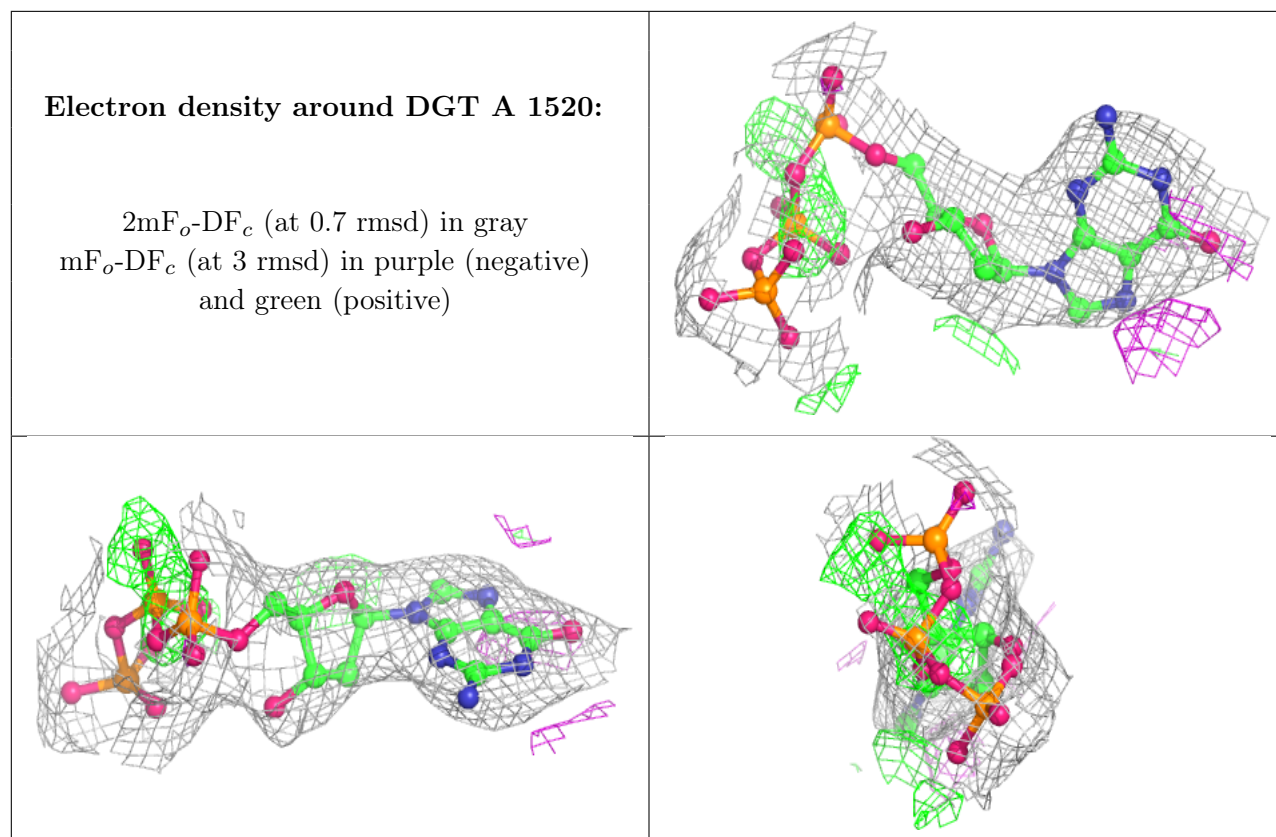 Electron density around DGT A 1520:
2mFo-DFc (at 0.7 rmsd) in gray
mFo-DFc (at 3 rmsd) in purple (negative)
and green (positive)